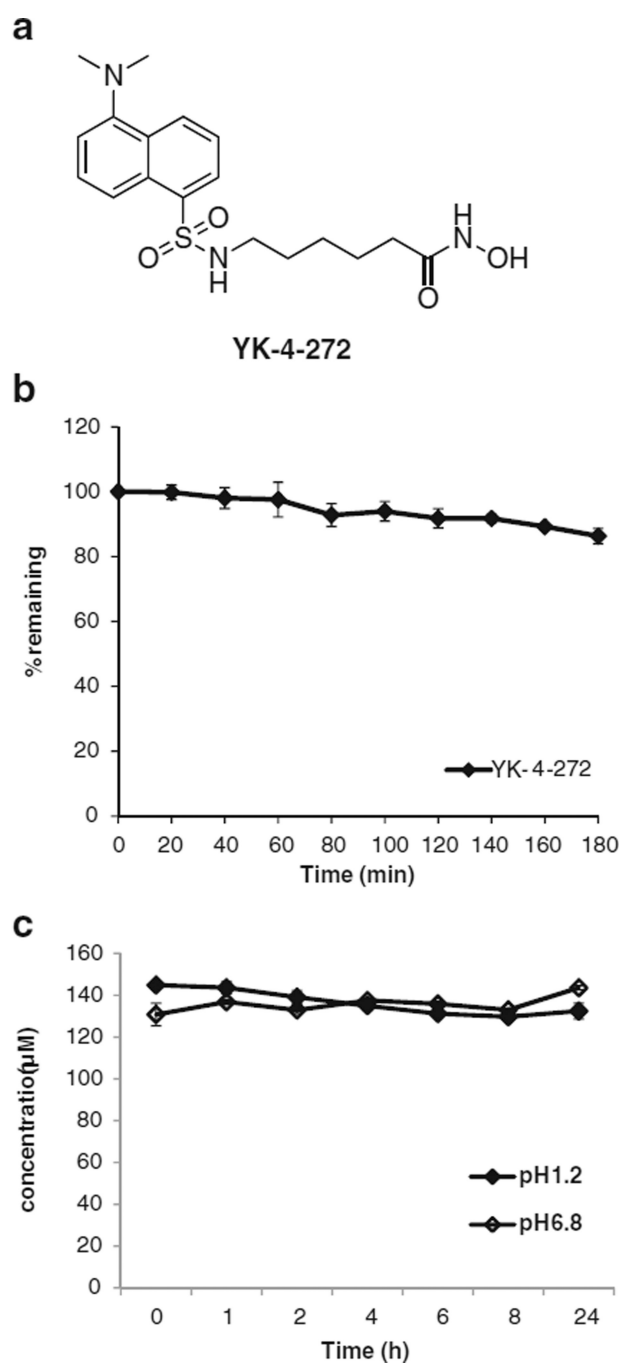 a
N
S
O
O
N
H
H
N
OH
O
YK-4-272
b
120
100
80
60
40
20
0
% remaining
YK-4-272
0 20 40 60 80 100 120 140 160 180
Time (min)
c
160
140
120
100
80
60
40
20
0
concentratio(μM)
pH1.2
pH6.8
0 1 2 4 6 8 24
Time (h)